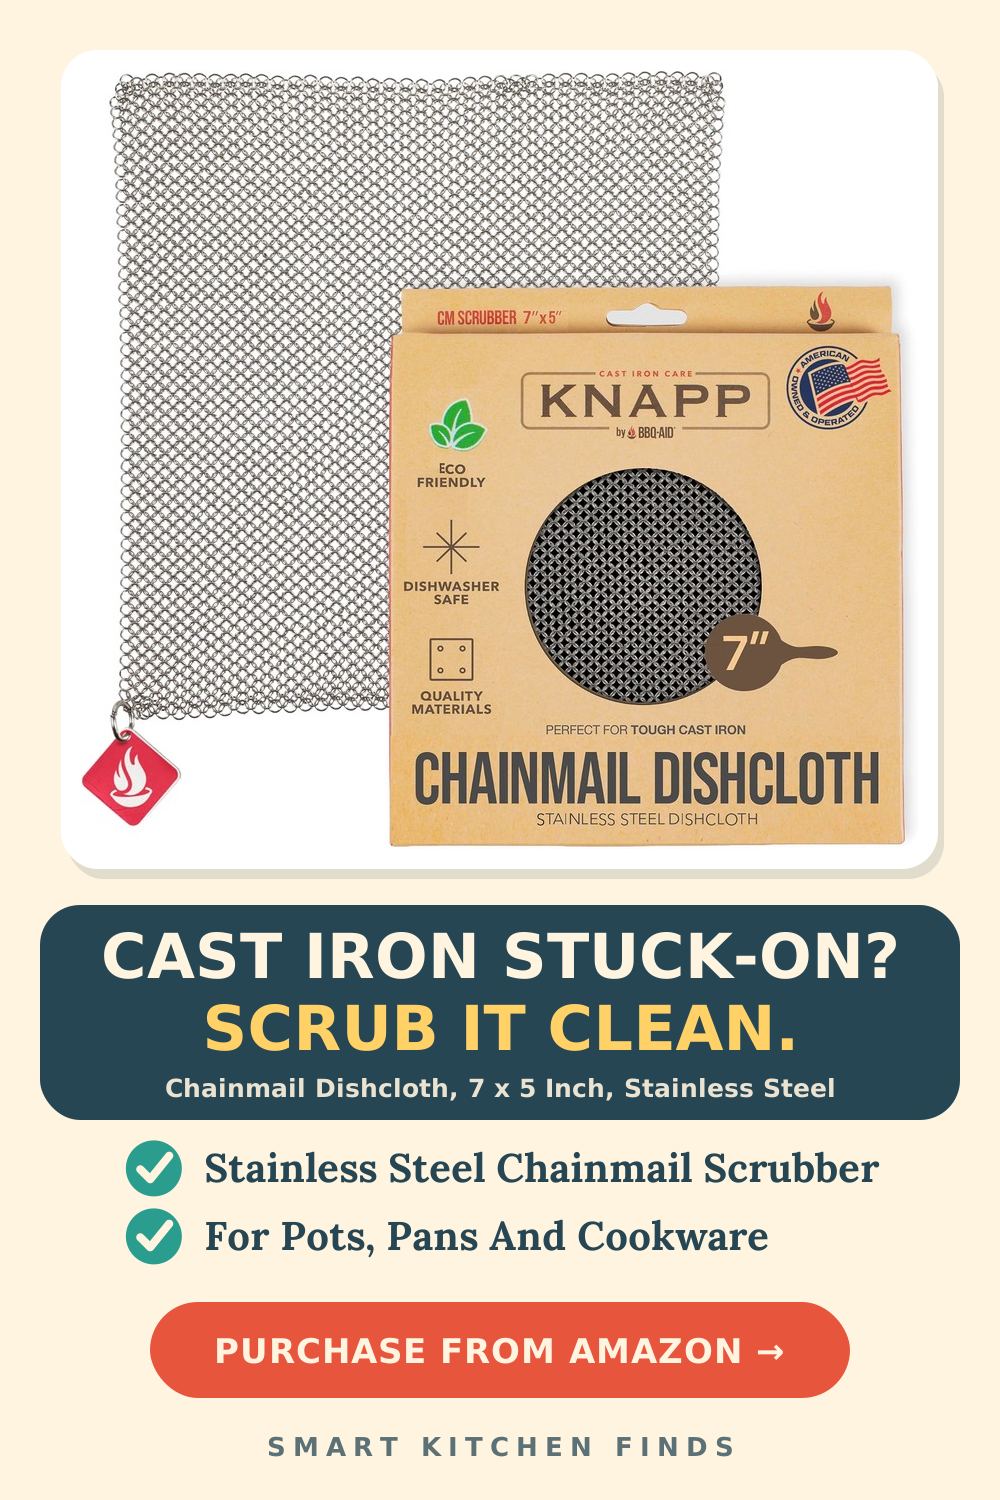 CM SCRUBBER 7"x5"
CAST IRON CARE
KNAPP
by BBQ-AID
AMERICAN
OWNED & OPERATED
ECO
FRIENDLY
DISHWASHER
SAFE
QUALITY
MATERIALS
7"
PERFECT FOR TOUGH CAST IRON
CHAINMAIL DISHCLOTH
STAINLESS STEEL DISHCLOTH
CAST IRON STUCK-ON?
SCRUB IT CLEAN.
Chainmail Dishcloth, 7 x 5 Inch, Stainless Steel
Stainless Steel Chainmail Scrubber
For Pots, Pans And Cookware
PURCHASE FROM AMAZON →
SMART KITCHEN FINDS